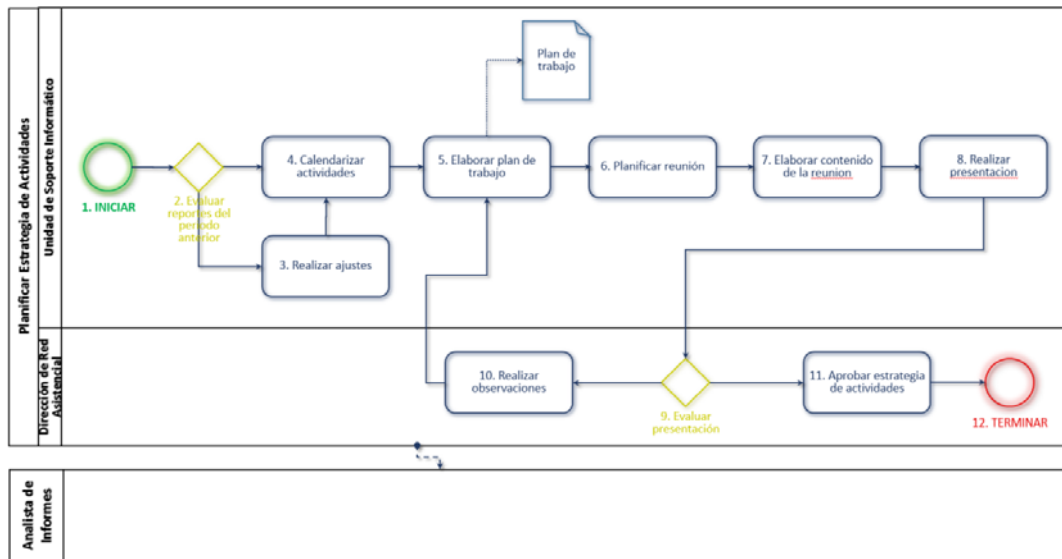 Planificar Estrategia de Actividades
Unidad de Soporte Informático
Plan de
trabajo
1. INICIAR
2. Evaluar
reportes del
periodo
anterior
4. Calendarizar
actividades
3. Realizar ajustes
5. Elaborar plan de
trabajo
6. Planificar reunión
7. Elaborar contenido
de la reunion
8. Realizar
presentacion
Dirección de Red
Asistencial
10. Realizar
observaciones
9. Evaluar
presentación
11. Aprobar estrategia
de actividades
12. TERMINAR
Analista de
Informes